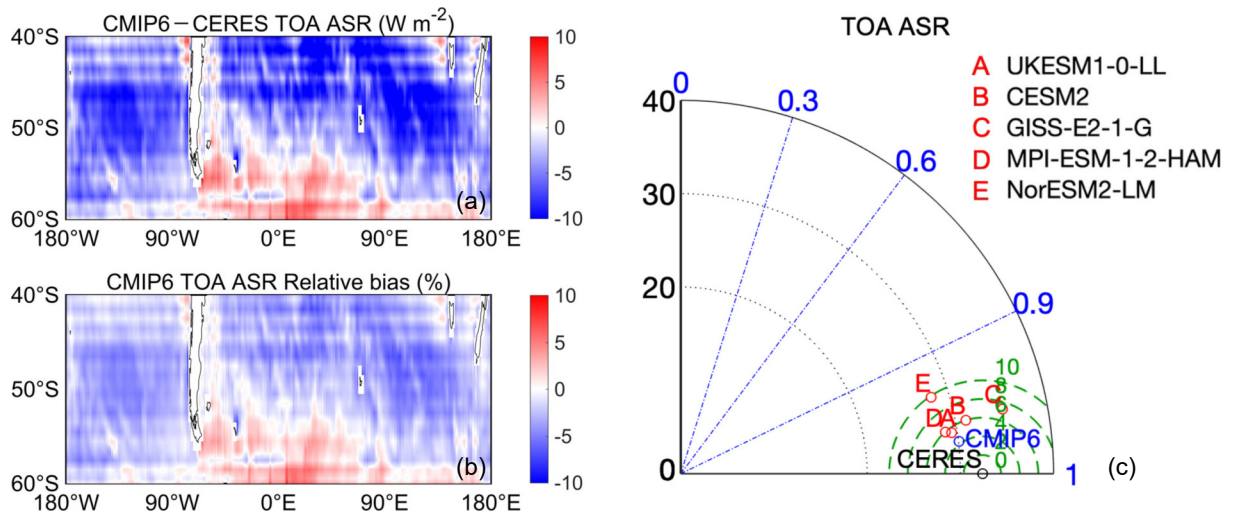 CMIP6−CERES TOA ASR (W m⁻²)
40°S
50°S
60°S
180°W 90°W 0°E 90°E 180°E
(a)
10
5
0
-5
-10
CMIP6 TOA ASR Relative bias (%)
40°S
50°S
60°S
180°W 90°W 0°E 90°E 180°E
(b)
10
5
0
-5
-10
TOA ASR
A UKESM1-0-LL
B CESM2
C GISS-E2-1-G
D MPI-ESM-1-2-HAM
E NorESM2-LM
40
30
20
0
0
0.3
0.6
0.9
1
10
8
6
4
2
0
E
C
B
D
A
CMIP6
CERES
(c)